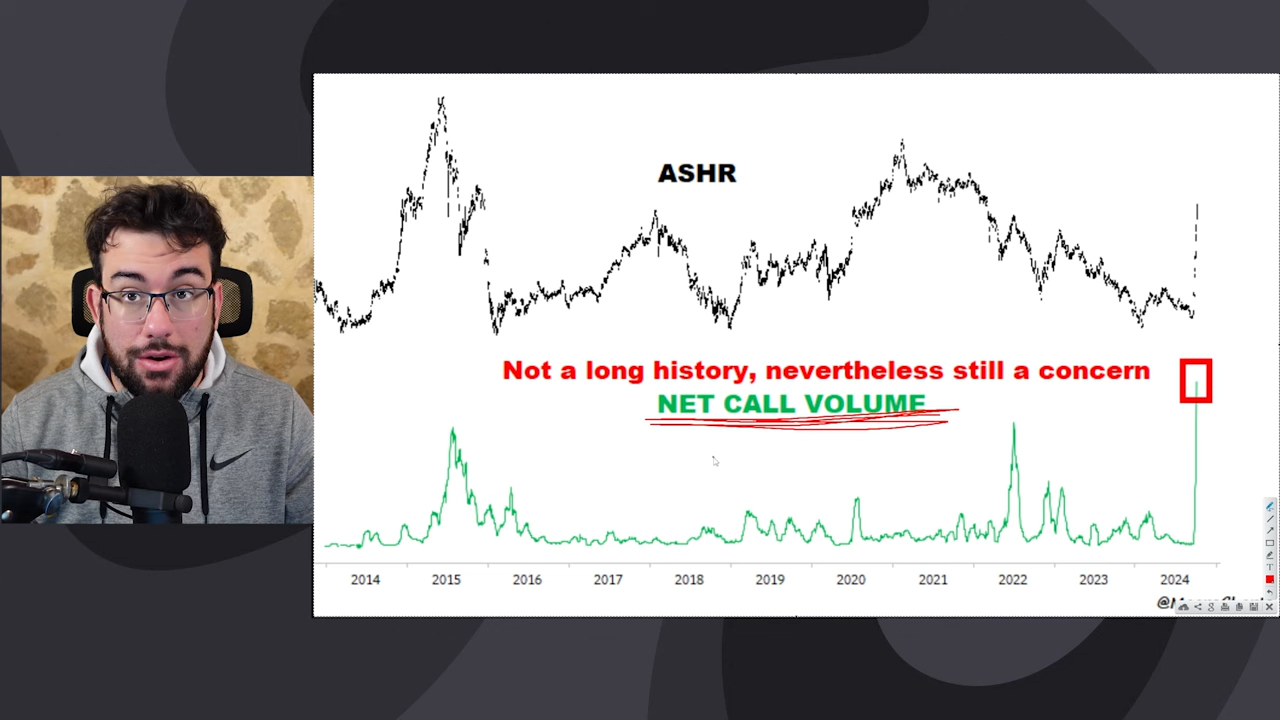 ASHR
Not a long history, nevertheless still a concern
NET CALL VOLUME
2014 2015 2016 2017 2018 2019 2020 2021 2022 2023 2024